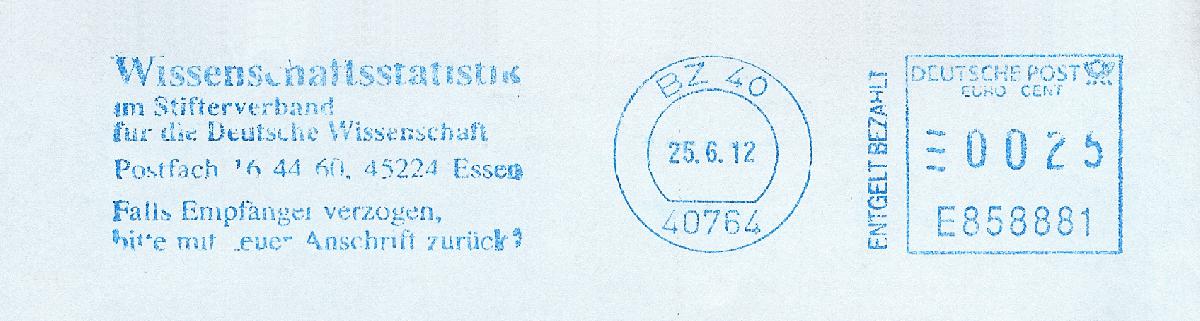 Wissenschaftsstatistik
im Stifterverband
für die Deutsche Wissenschaft
Postfach 16 44 60, 45224 Essen
Falls Empfänger verzogen,
bitte mit neuer Anschrift zurück!
BZ 40
25.6.12
40764
ENTGELT BEZAHLT
DEUTSCHE POST
EURO CENT
0025
E858881